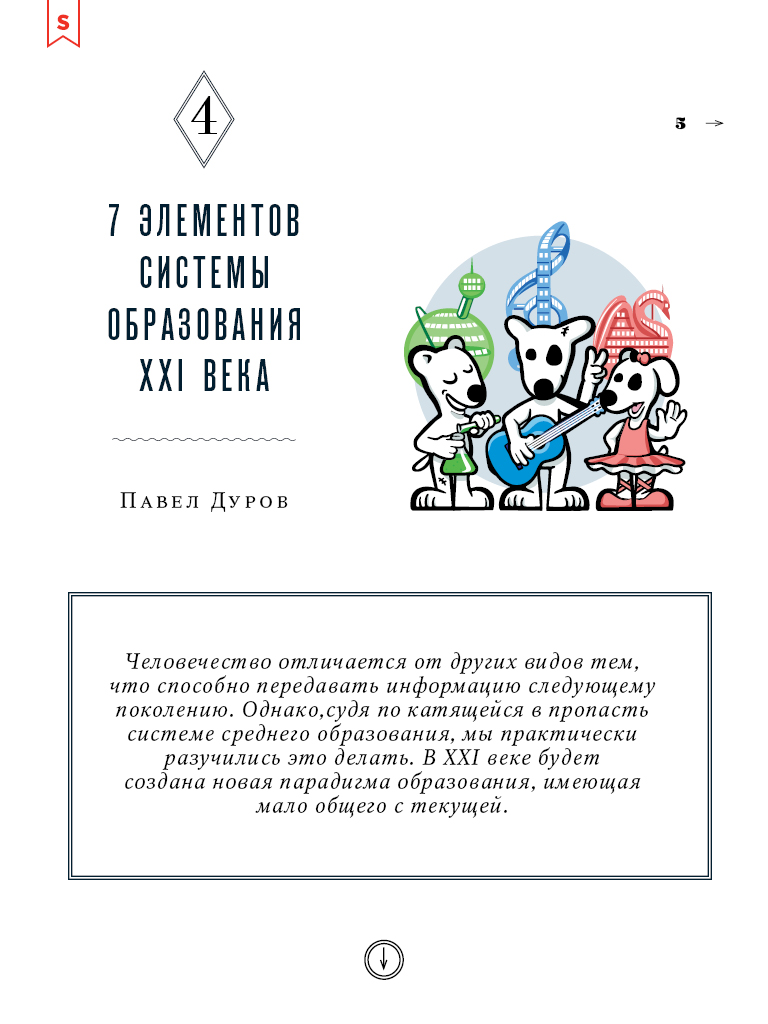 S
4
5 →
7 ЭЛЕМЕНТОВ
СИСТЕМЫ
ОБРАЗОВАНИЯ
XXI ВЕКА
Павел Дуров
Человечество отличается от других видов тем,
что способно передавать информацию следующему
поколению. Однако,судя по катящейся в пропасть
системе среднего образования, мы практически
разучились это делать. В XXI веке будет
создана новая парадигма образования, имеющая
мало общего с текущей.